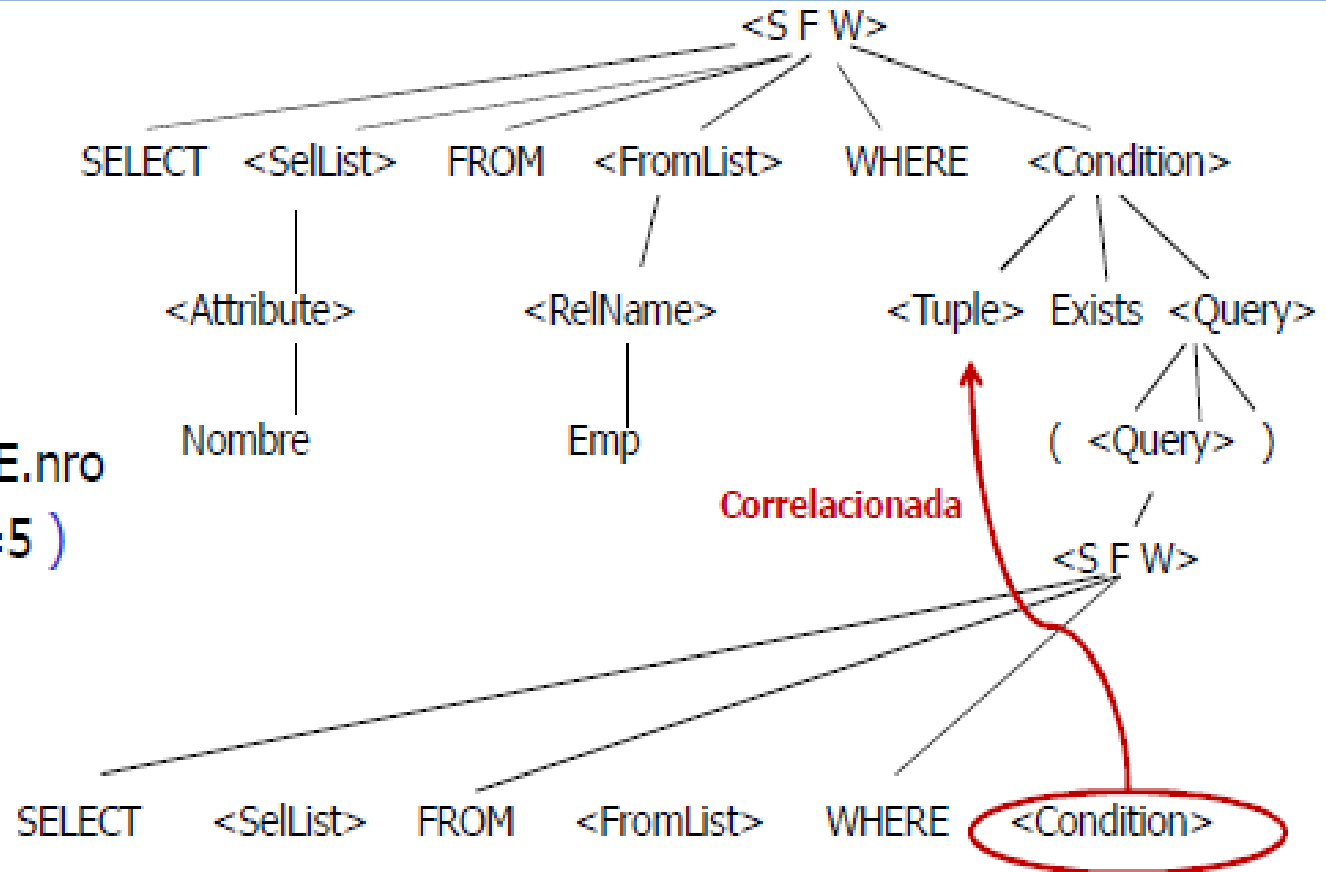 <S F W>
SELECT <SelList> FROM <FromList> WHERE <Condition>
<Attribute> <RelName> <Tuple> Exists <Query>
Nombre Emp ( <Query> )
E.nro
Correlacionada
=5 )
<S F W>
SELECT <SelList> FROM <FromList> WHERE <Condition>